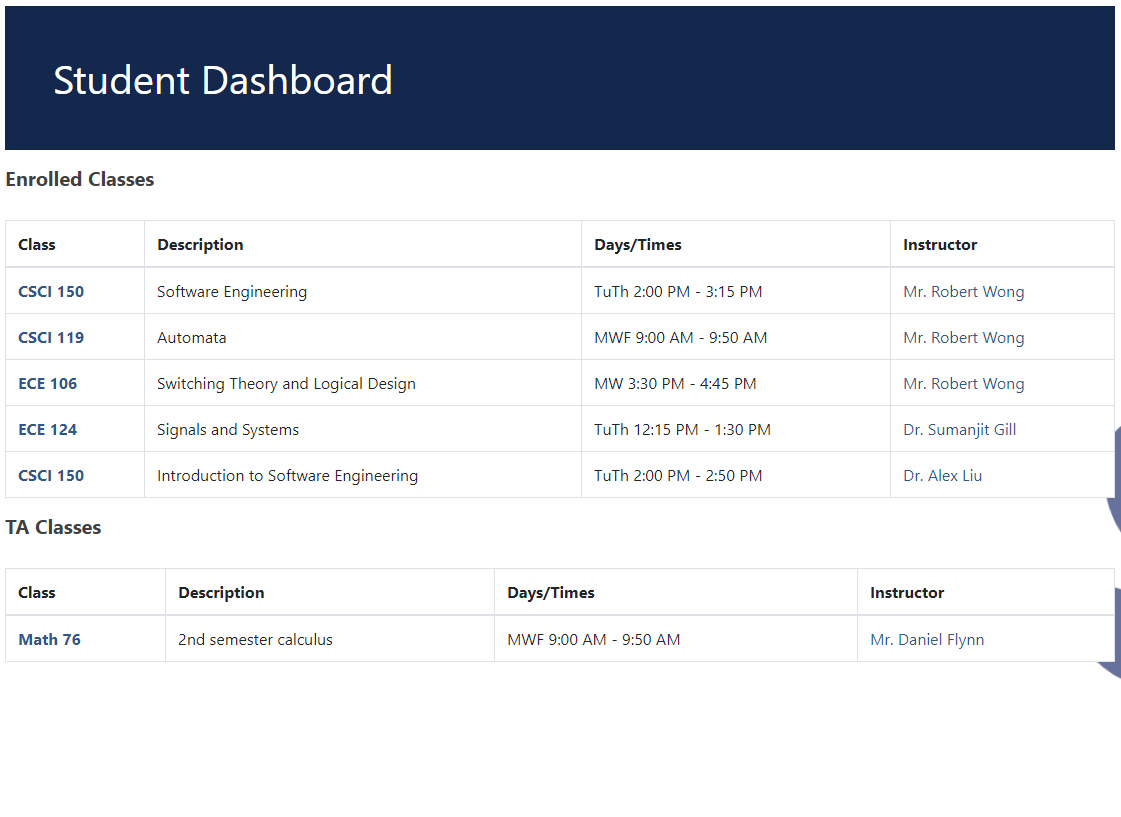 Student Dashboard
Enrolled Classes
Class Description Days/Times Instructor
CSCI 150 Software Engineering TuTh 2:00 PM - 3:15 PM Mr. Robert Wong
CSCI 119 Automata MWF 9:00 AM - 9:50 AM Mr. Robert Wong
ECE 106 Switching Theory and Logical Design MW 3:30 PM - 4:45 PM Mr. Robert Wong
ECE 124 Signals and Systems TuTh 12:15 PM - 1:30 PM Dr. Sumanjit Gill
CSCI 150 Introduction to Software Engineering TuTh 2:00 PM - 2:50 PM Dr. Alex Liu
TA Classes
Class Description Days/Times Instructor
Math 76 2nd semester calculus MWF 9:00 AM - 9:50 AM Mr. Daniel Flynn